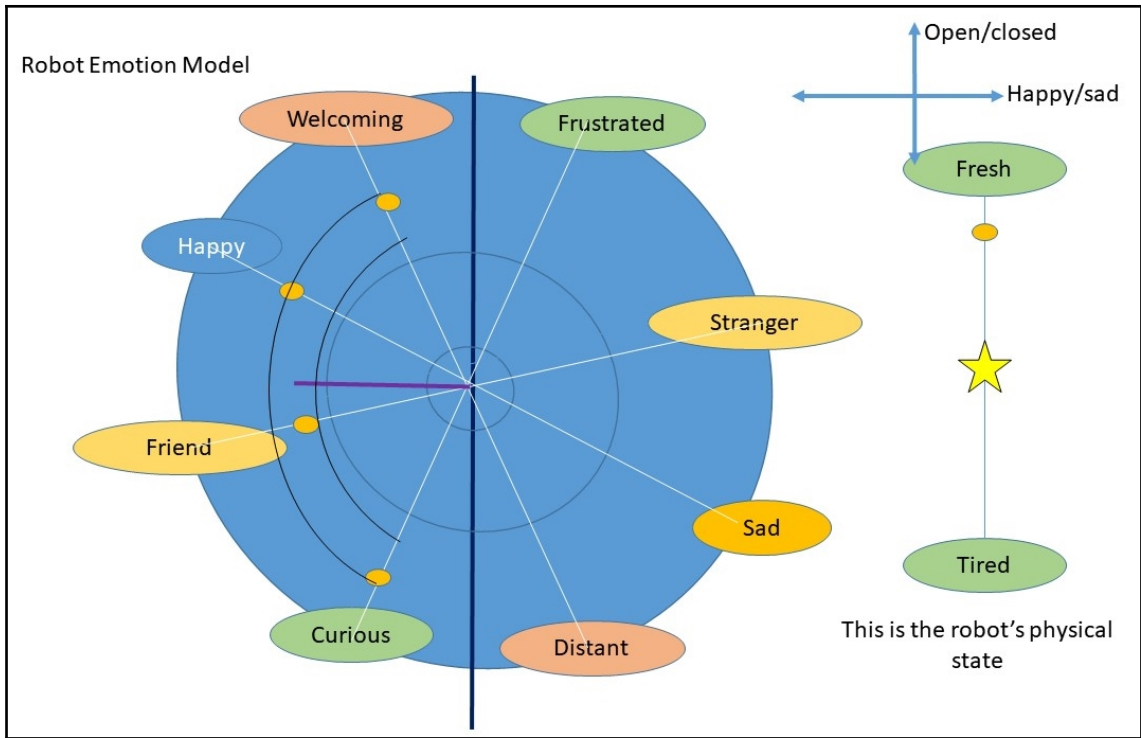 Robot Emotion Model
Open/closed
Happy/sad
Welcoming
Frustrated
Fresh
Happy
Stranger
Friend
Sad
Tired
Curious
Distant
This is the robot's physical
state